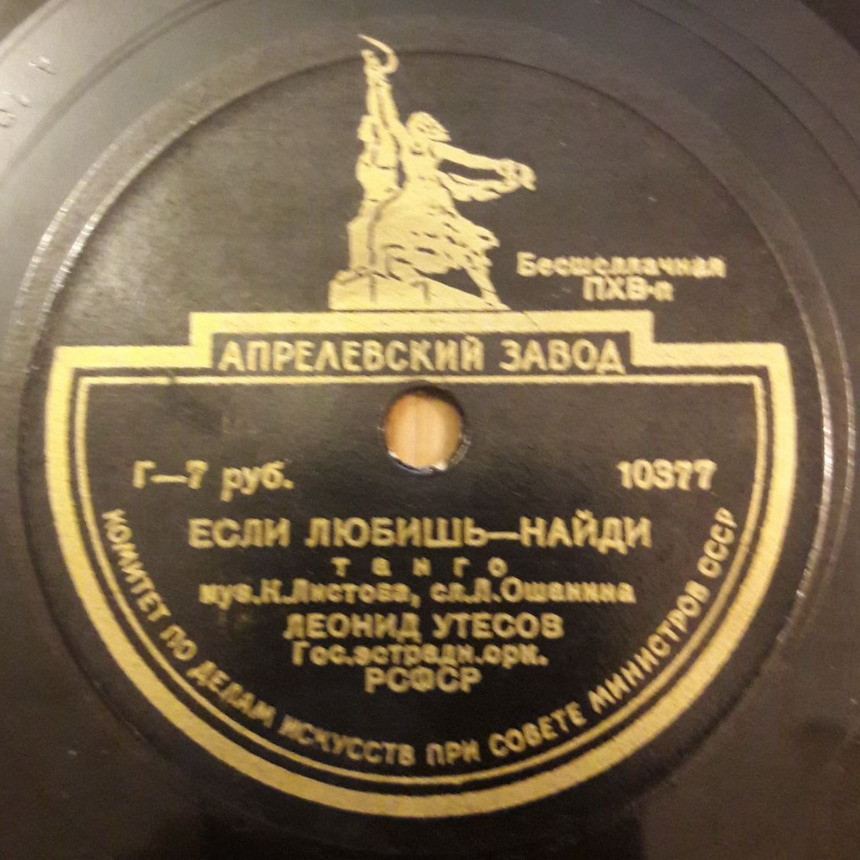 Бесшеллачная
ПХВ-п
АПРЕЛЕВСКИЙ ЗАВОД
Г—7 руб.
10377
ЕСЛИ ЛЮБИШЬ—НАЙДИ
танго
муз.К.Листова, сл.Л.Ошанина
ЛЕОНИД УТЕСОВ
Гос.эстрадн.орк.
РСФСР
КОМИТЕТ ПО ДЕЛАМ ИСКУССТВ ПРИ СОВЕТЕ МИНИСТРОВ СССР